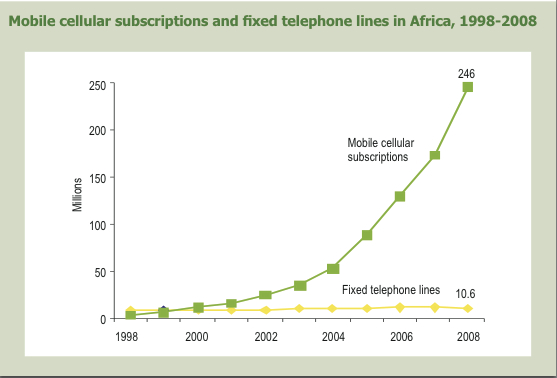 Mobile cellular subscriptions and fixed telephone lines in Africa, 1998-2008
246
250
200
150
100
50
0
Millions
Mobile cellular
subscriptions
Fixed telephone lines
10.6
1998
2000
2002
2004
2006
2008